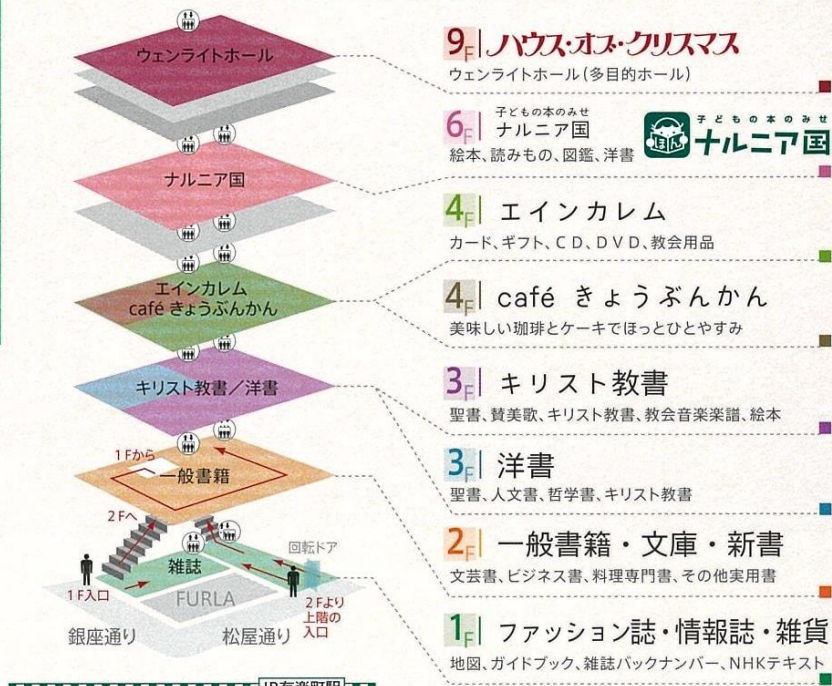 ウェンライトホール
ナルニア国
エインカレム
café きょうぶんかん
キリスト教書/洋書
1Fから
一般書籍
2Fへ
雑誌
回転ドア
FURLA
1F入口
2Fより
上階の
入口
銀座通り
松屋通り
JR有楽町駅
9F ハウス・オブ・クリスマス
ウェンライトホール(多目的ホール)
6F 子どもの本のみせ
ナルニア国
絵本、読みもの、図鑑、洋書
ほん
子どもの本のみせ
ナルニア国
4F エインカレム
カード、ギフト、CD、DVD、教会用品
4F café きょうぶんかん
美味しい珈琲とケーキでほっとひとやすみ
3F キリスト教書
聖書、賛美歌、キリスト教書、教会音楽楽譜、絵本
3F 洋書
聖書、人文書、哲学書、キリスト教書
2F 一般書籍・文庫・新書
文芸書、ビジネス書、料理専門書、その他実用書
1F ファッション誌・情報誌・雑貨
地図、ガイドブック、雑誌バックナンバー、NHKテキスト